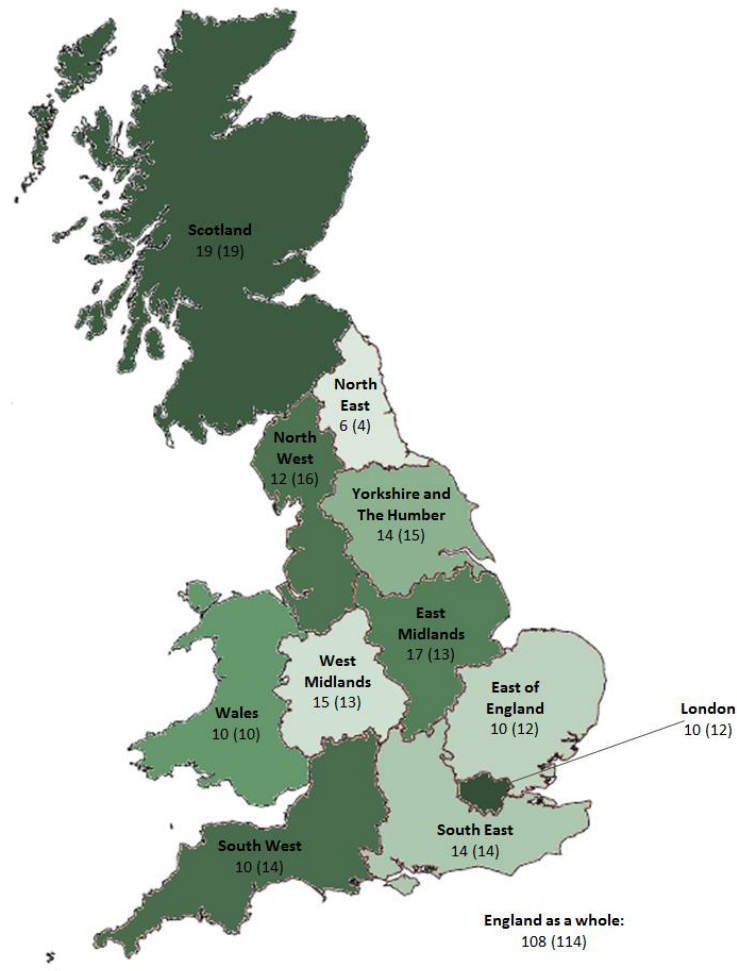 Scotland
19 (19)
North
East
6 (4)
North
West
12 (16)
Yorkshire and
The Humber
14 (15)
East
Midlands
17 (13)
West
Midlands
15 (13)
Wales
10 (10)
East of
England
10 (12)
London
10 (12)
South East
14 (14)
South West
10 (14)
England as a whole:
108 (114)